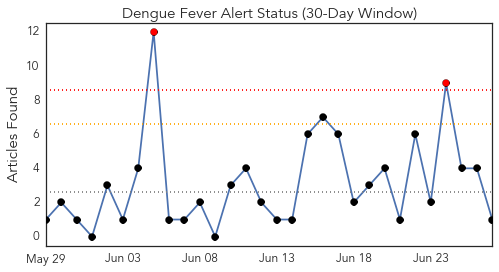 Dengue Fever Alert Status (30-Day Window)
Articles Found
12
10
8
6
4
2
0
May 29
Jun 03
Jun 08
Jun 13
Jun 18
Jun 23